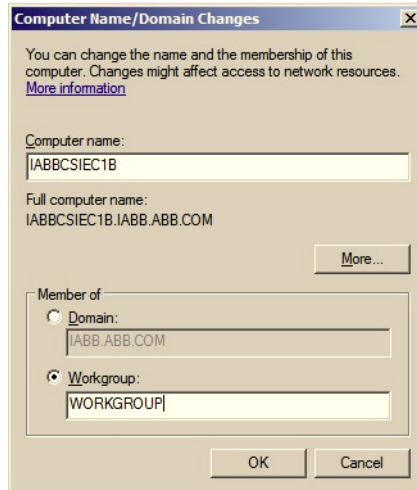 Computer Name/Domain Changes
You can change the name and the membership of this
computer. Changes might affect access to network resources.
More information
Computer name:
IABBCSIEC1B
Full computer name:
IABBCSIEC1B.IABB.ABB.COM
More...
Member of
Domain:
IABB.ABB.COM
Workgroup:
WORKGROUP
OK Cancel